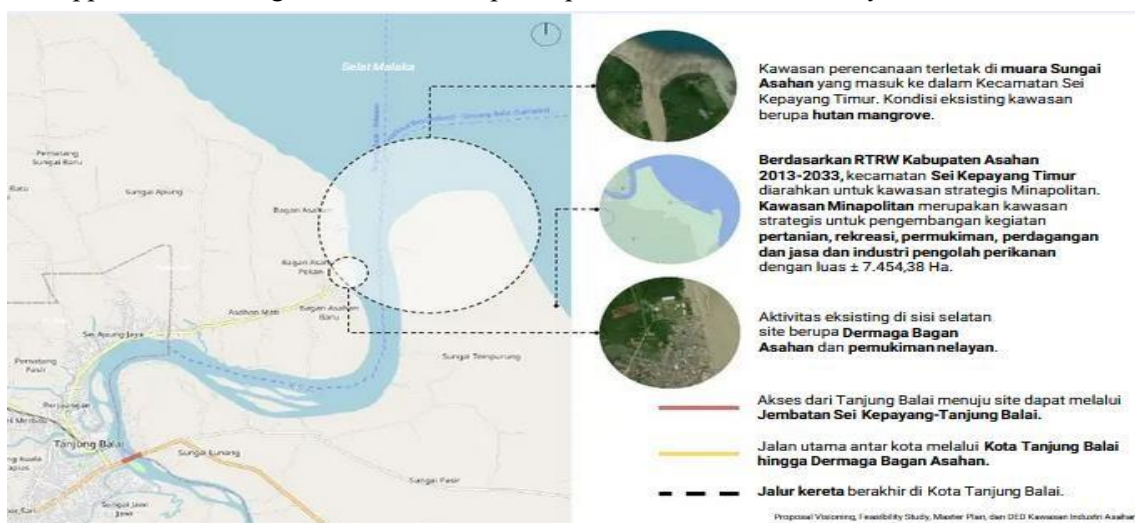 Selat Malaka
Pematang
Sungai Baru
Batu
Sungai Apung
Bagan Asahan
Bagan Asahan
Pekan
Asahan Mati
Bagan Asahan
Baru
Sei Apung Jaya
Pematang
Pasir
Sungai Tempurung
Perjuangan
Tanjung Balai
Sungai Lunang
Sungai Pasir
Kawasan perencanaan terletak di muara Sungai
Asahan yang masuk ke dalam Kecamatan Sei
Kepayang Timur. Kondisi eksisting kawasan
berupa hutan mangrove.
Berdasarkan RTRW Kabupaten Asahan
2013-2033, kecamatan Sei Kepayang Timur
diarahkan untuk kawasan strategis Minapolitan.
Kawasan Minapolitan merupakan kawasan
strategis untuk pengembangan kegiatan
pertanian, rekreasi, permukiman, perdagangan
dan jasa dan industri pengolah perikanan
dengan luas ± 7.454,38 Ha.
Aktivitas eksisting di sisi selatan
site berupa Dermaga Bagan
Asahan dan pemukiman nelayan.
Akses dari Tanjung Balai menuju site dapat melalui
Jembatan Sei Kepayang-Tanjung Balai.
Jalan utama antar kota melalui Kota Tanjung Balai
hingga Dermaga Bagan Asahan.
Jalur kereta berakhir di Kota Tanjung Balai.
Proposal Visioning, Feasibility Study, Master Plan, dan DED Kawasan Industri Asahan